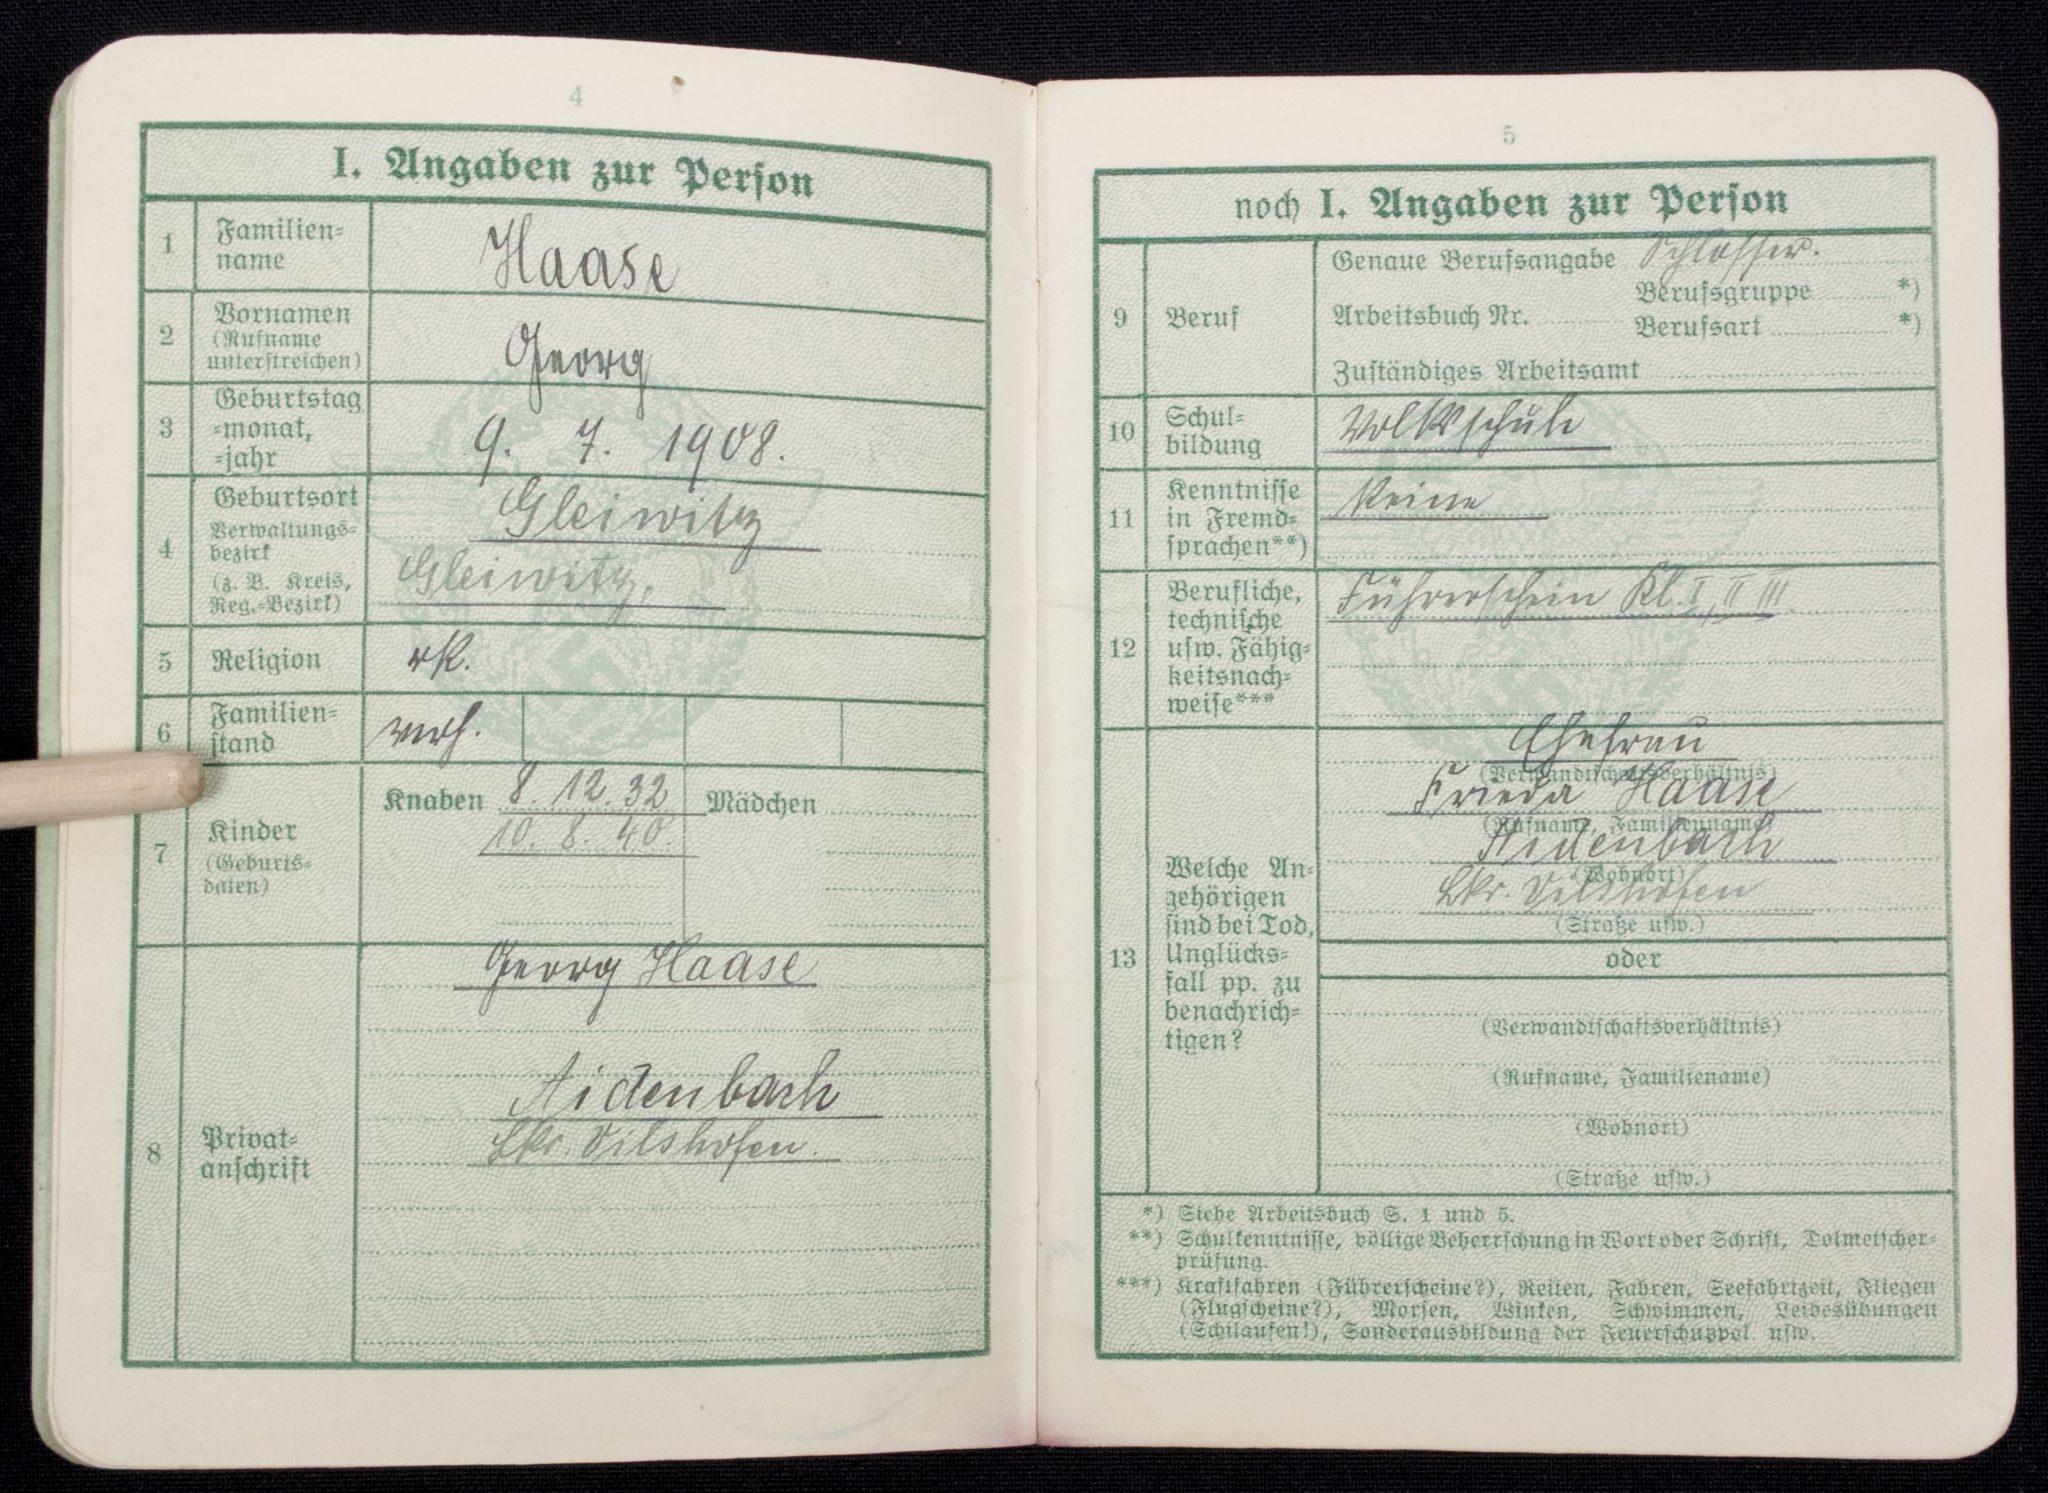 4
I. Angaben zur Person
1 Familien-
name
Haase
2 Vornamen
(Rufname
unterstreichen)
Georg
3 Geburtstag
-monat,
-jahr
9. 7. 1908.
4 Geburtsort
Verwaltungs-
bezirk
(z. B. Kreis,
Reg.-Bezirk)
Gleiwitz
Gleiwitz,
5 Religion
rk.
6 Familien-
stand
verh.
7 Kinder
(Geburts-
daten)
Knaben 8. 12. 32 Mädchen
10. 8. 40.
8 Privat-
anschrift
Georg Haase
Aidenbach
Lkr. Vilshofen.
5
noch I. Angaben zur Person
9 Beruf
Genaue Berufsangabe Schlosser.
Berufsgruppe *)
Arbeitsbuch Nr.
Berufsart *)
Zuständiges Arbeitsamt
10 Schul-
bildung
Volksschule
11 Kenntnisse
in Fremd-
sprachen**)
Keine
12 Berufliche,
technische
usw. Fähig-
keitsnach-
weise***
Führerschein Kl. I, II III.
13 Welche An-
gehörigen
sind bei Tod,
Unglücks-
fall pp. zu
benachrich-
tigen?
Ehefrau
(Verwandtschaftsverhältnis)
Frieda Haase
(Rufname, Familienname)
Aidenbach
(Wohnort)
Lkr. Vilshofen
(Straße usw.)
oder
(Verwandtschaftsverhältnis)
(Rufname, Familiename)
(Wohnort)
(Straße usw.)
*) Siehe Arbeitsbuch S. 1 und 5.
**) Schulkenntnisse, völlige Beherrschung in Wort oder Schrift, Dolmetscher-
prüfung.
***) Kraftfahren (Führerscheine?), Reiten, Fahren, Seefahrtzeit, Fliegen
(Flugscheine?), Morsen, Winken, Schwimmen, Leibesübungen
(Schilaufen!), Sonderausbildung der Feuerschutzpol. usw.